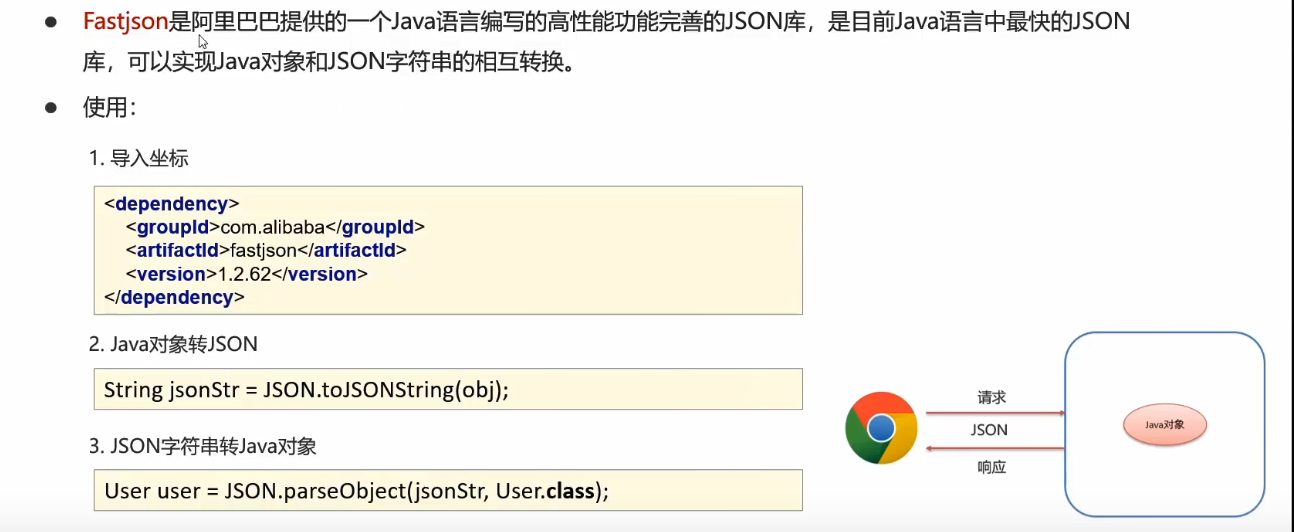 Fastjson是阿里巴巴提供的一个Java语言编写的高性能功能完善的JSON库，是目前Java语言中最快的JSON
库，可以实现Java对象和JSON字符串的相互转换。
使用：
1. 导入坐标
<dependency>
<groupId>com.alibaba</groupId>
<artifactId>fastjson</artifactId>
<version>1.2.62</version>
</dependency>
2. Java对象转JSON
String jsonStr = JSON.toJSONString(obj);
3. JSON字符串转Java对象
User user = JSON.parseObject(jsonStr, User.class);
请求
JSON
响应
Java对象